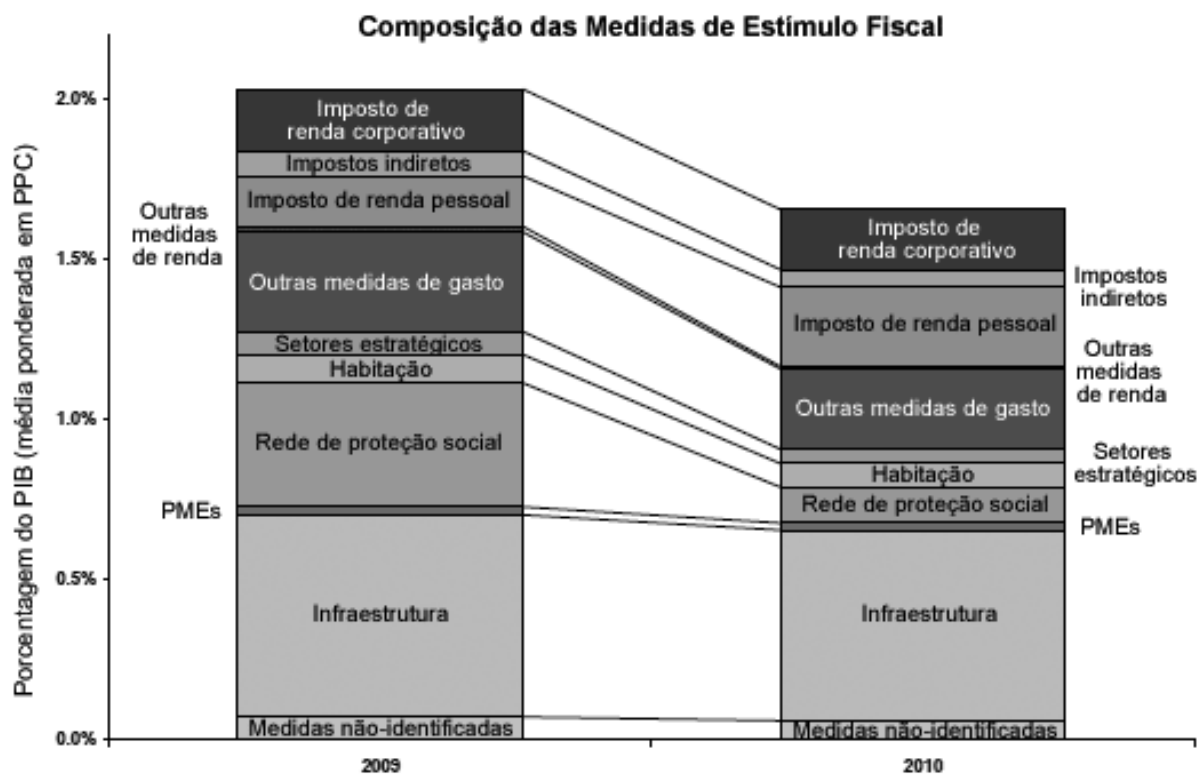 Composição das Medidas de Estímulo Fiscal
Porcentagem do PIB (média ponderada em PPC)
2.0%
1.5%
1.0%
0.5%
0.0%
Outras
medidas
de renda
PMEs
Imposto de
renda corporativo
Impostos indiretos
Imposto de renda pessoal
Outras medidas de gasto
Setores estratégicos
Habitação
Rede de proteção social
Infraestrutura
Medidas não-identificadas
2009
Imposto de
renda corporativo
Imposto de renda pessoal
Outras medidas de gasto
Habitação
Rede de proteção social
Infraestrutura
Medidas não-identificadas
2010
Impostos
indiretos
Outras
medidas
de renda
Setores
estratégicos
PMEs